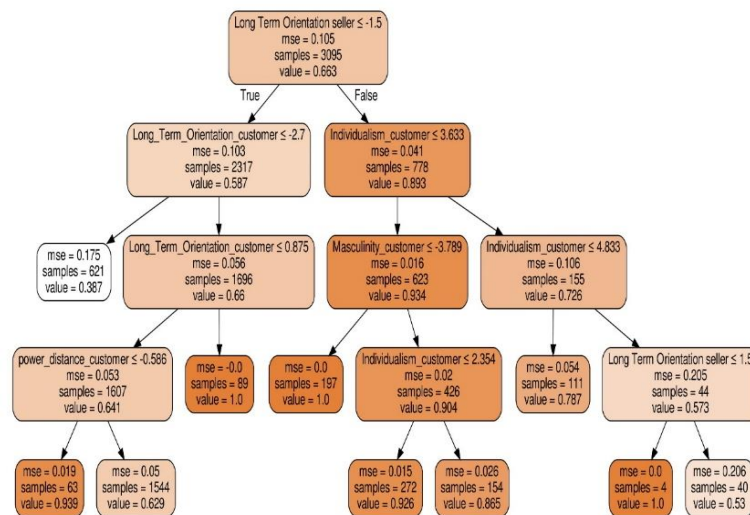 Long Term Orientation seller ≤ -1.5
mse = 0.105
samples = 3095
value = 0.663
True
False
Long_Term_Orientation_customer ≤ -2.7
mse = 0.103
samples = 2317
value = 0.587
Individualism_customer ≤ 3.633
mse = 0.041
samples = 778
value = 0.893
mse = 0.175
samples = 621
value = 0.387
Long_Term_Orientation_customer ≤ 0.875
mse = 0.056
samples = 1696
value = 0.66
Masculinity_customer ≤ -3.789
mse = 0.016
samples = 623
value = 0.934
Individualism_customer ≤ 4.833
mse = 0.106
samples = 155
value = 0.726
power_distance_customer ≤ -0.586
mse = 0.053
samples = 1607
value = 0.641
mse = -0.0
samples = 89
value = 1.0
mse = 0.0
samples = 197
value = 1.0
Individualism_customer ≤ 2.354
mse = 0.02
samples = 426
value = 0.904
mse = 0.054
samples = 111
value = 0.787
Long Term Orientation seller ≤ 1.5
mse = 0.205
samples = 44
value = 0.573
mse = 0.019
samples = 63
value = 0.939
mse = 0.05
samples = 1544
value = 0.629
mse = 0.015
samples = 272
value = 0.926
mse = 0.026
samples = 154
value = 0.865
mse = 0.0
samples = 4
value = 1.0
mse = 0.206
samples = 40
value = 0.53